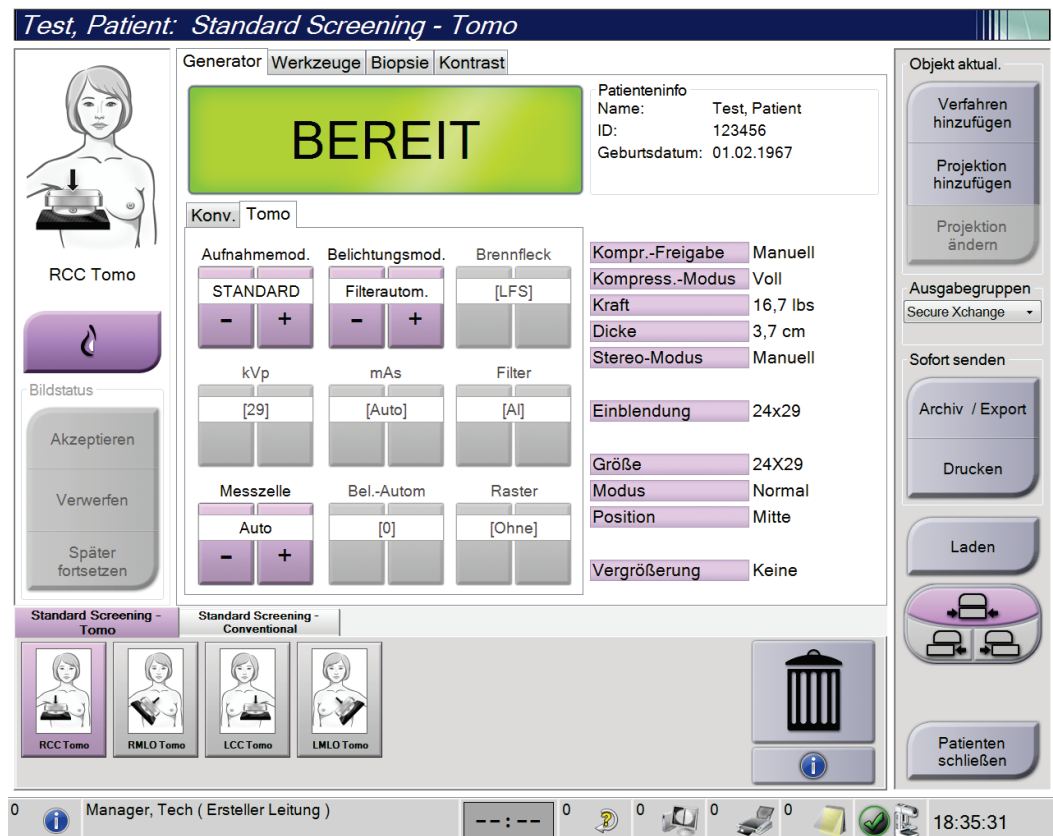 Test, Patient: Standard Screening - Tomo
RCC Tomo
Bildstatus
Akzeptieren
Verwerfen
Später
fortsetzen
Generator Werkzeuge Biopsie Kontrast
BEREIT
Patienteninfo
Name: Test, Patient
ID: 123456
Geburtsdatum: 01.02.1967
Konv. Tomo
Aufnahmemod. Belichtungsmod. Brennfleck
STANDARD Filterautom. [LFS]
- + - +
kVp mAs Filter
[29] [Auto] [Al]
Messzelle Bel.-Autom Raster
Auto [0] [Ohne]
- +
Kompr.-Freigabe Manuell
Kompress.-Modus Voll
Kraft 16,7 lbs
Dicke 3,7 cm
Stereo-Modus Manuell
Einblendung 24x29
Größe 24X29
Modus Normal
Position Mitte
Vergrößerung Keine
Objekt aktual.
Verfahren
hinzufügen
Projektion
hinzufügen
Projektion
ändern
Ausgabegruppen
Secure Xchange
Sofort senden
Archiv / Export
Drucken
Laden
Patienten
schließen
Standard Screening -
Tomo
Standard Screening -
Conventional
RCC Tomo RMLO Tomo LCC Tomo LMLO Tomo
0 Manager, Tech ( Ersteller Leitung ) --:-- 0 0 0 0 18:35:31